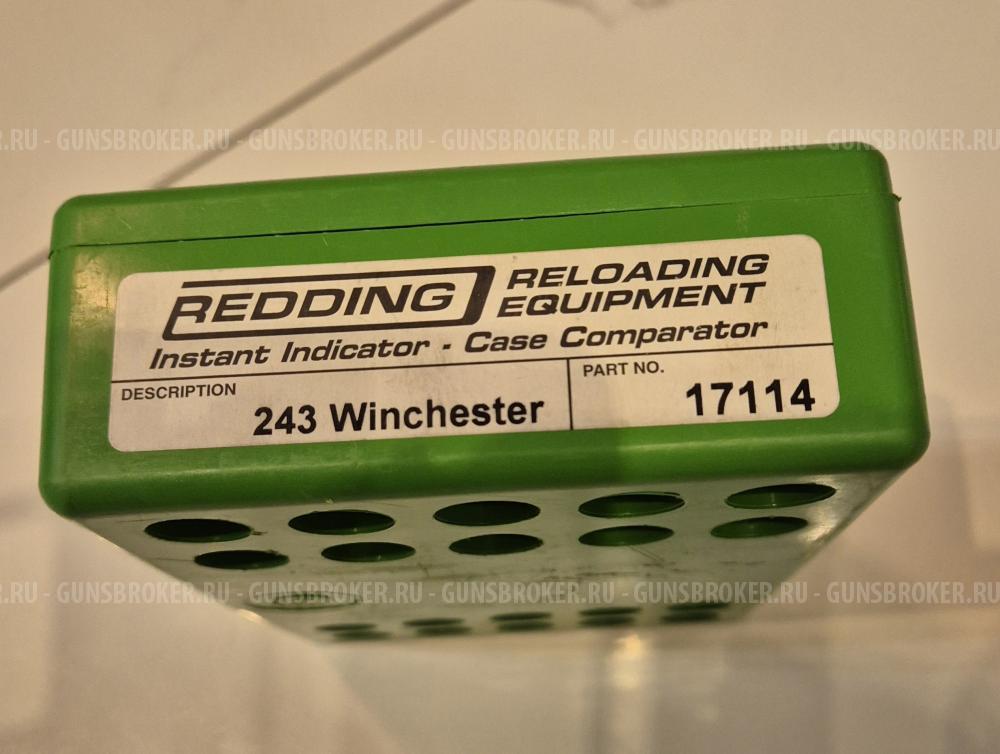 .RU - GUNSBROKER.RU - GUNSBROKER.RU - GUNSBROKER.RU - GUNSBROKER.RU - GUNSBROKER.RU
REDDING RELOADING
EQUIPMENT
Instant Indicator - Case Comparator
DESCRIPTION
243 Winchester
PART NO.
17114
.RU - GUNSBROKER.RU - GUNSBROKER.RU - GUNSBROKER.RU - GUNSBROKER.RU - GUNSBROKER.RU